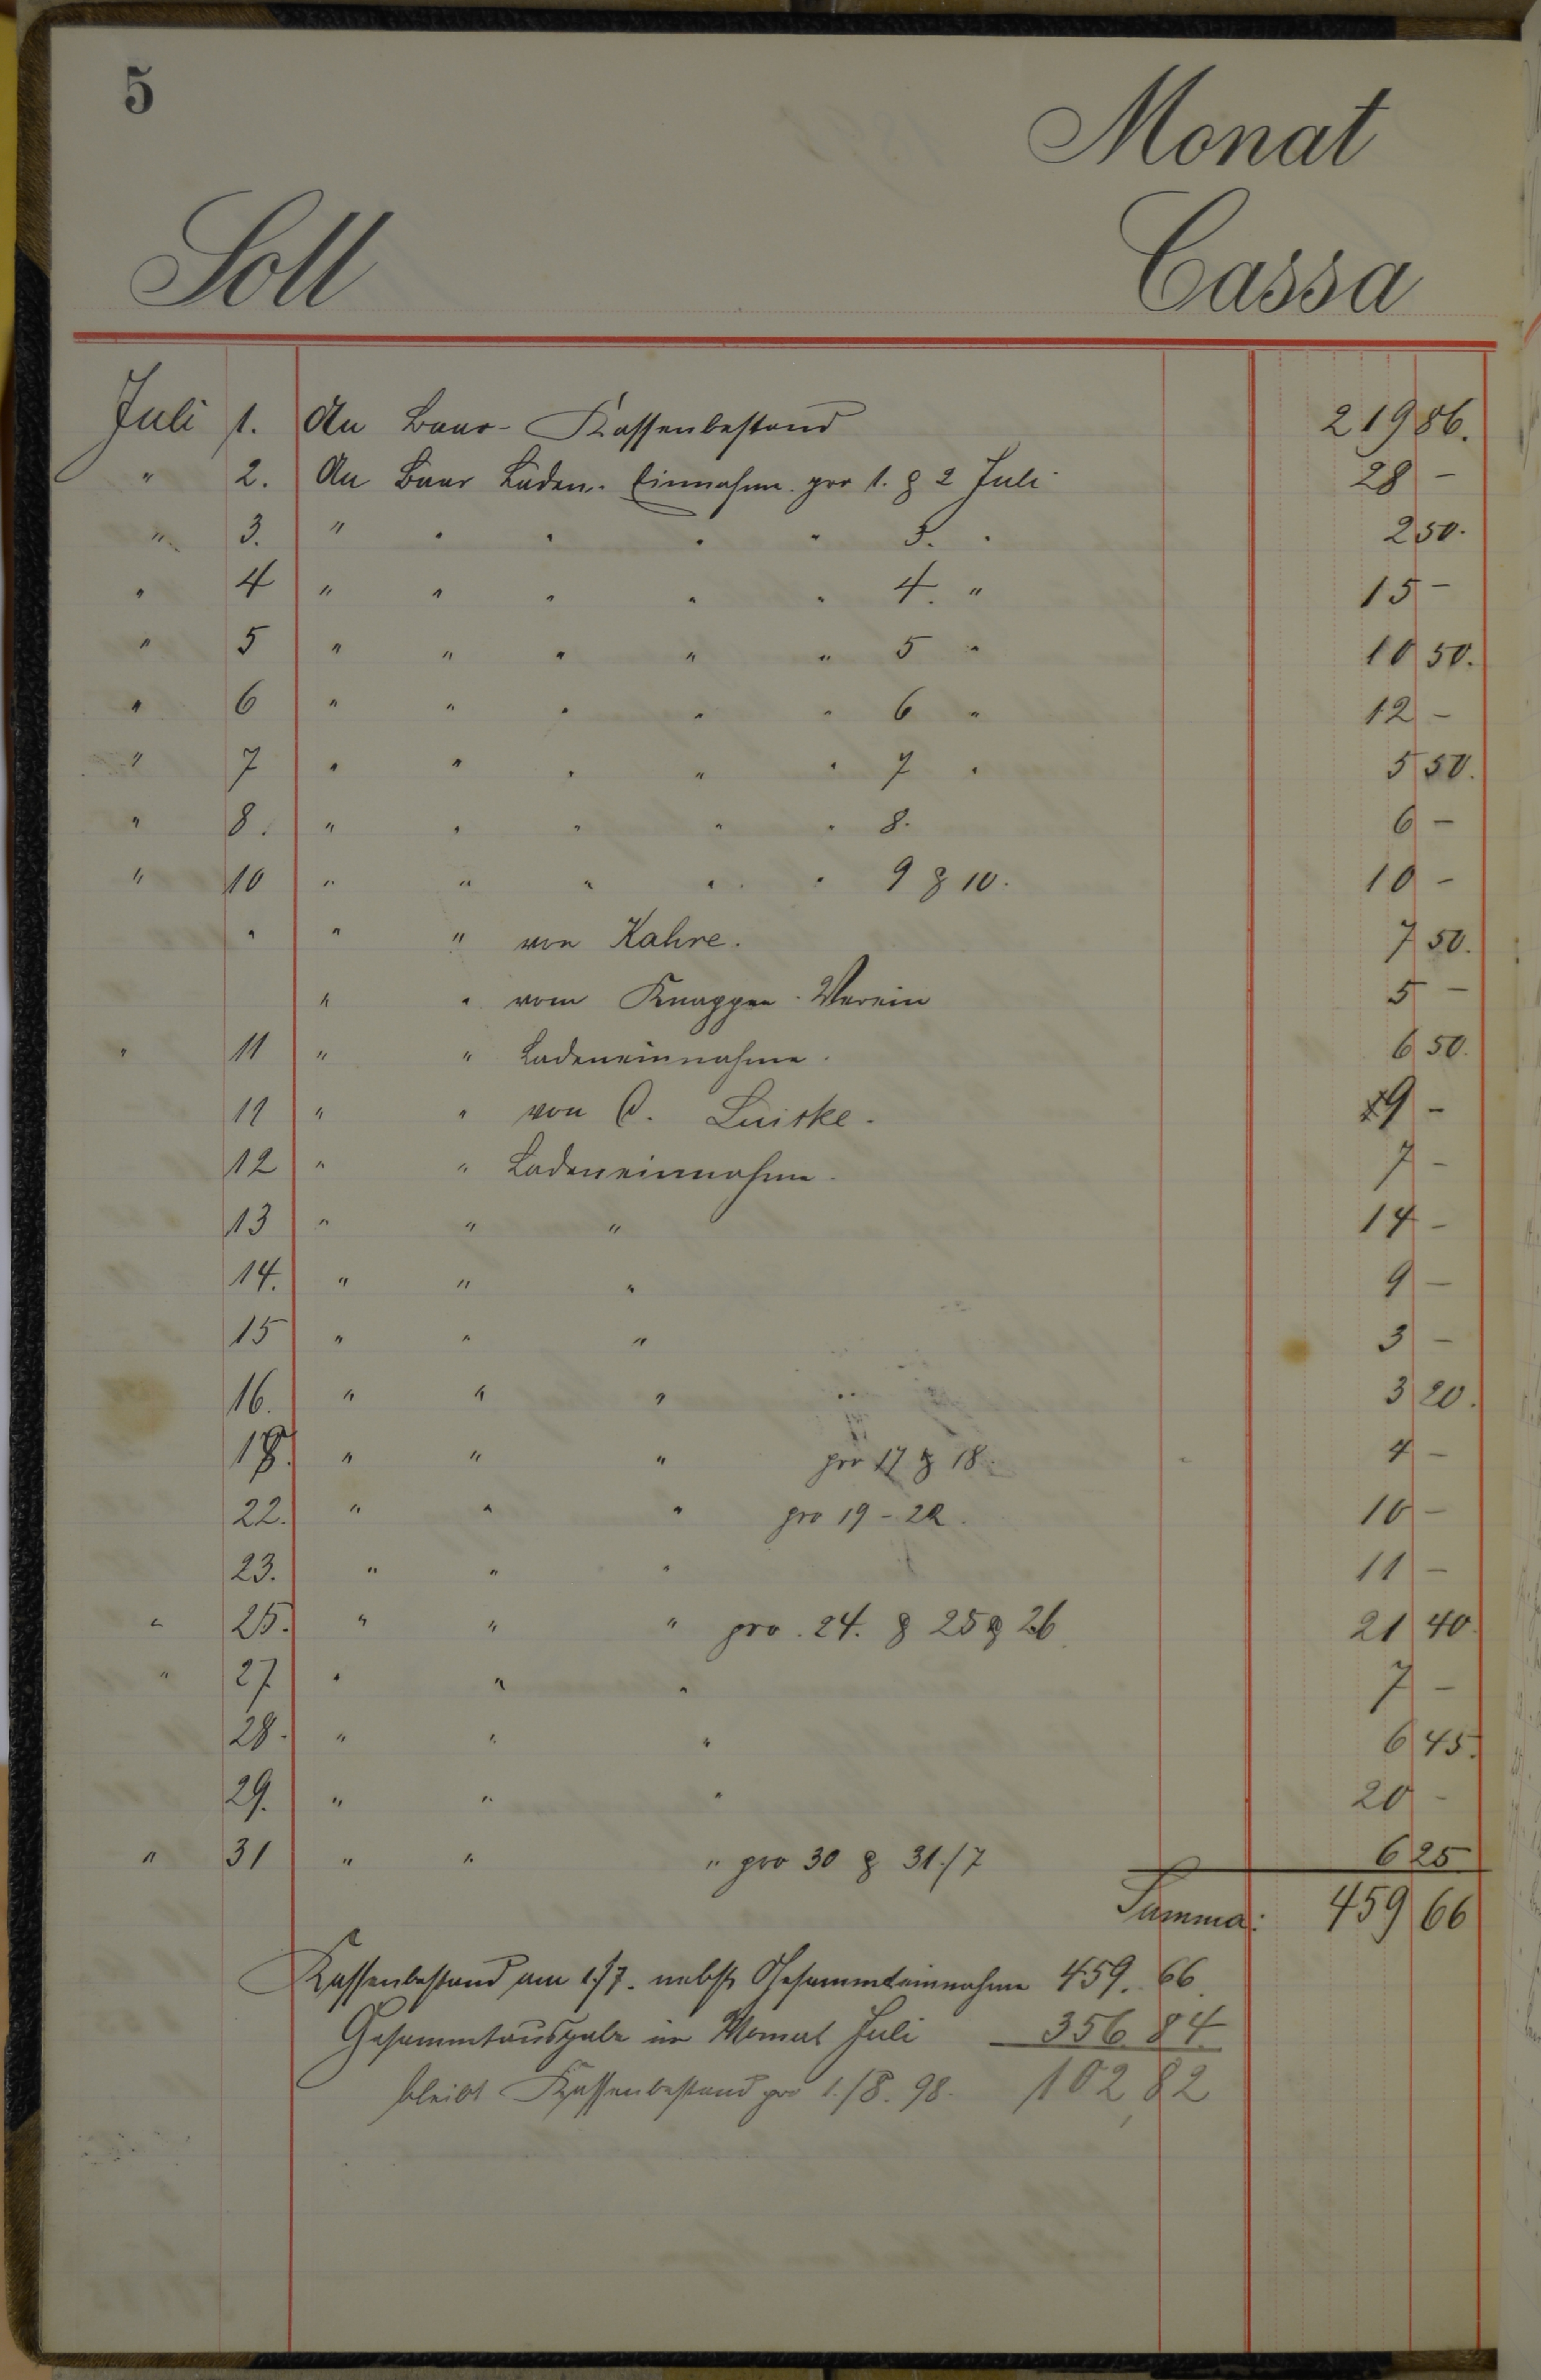 5
Monat
Soll Cassa
Juli 1. An Baar- Kassenbestand 219 86.
" 2. An Baar Laden- Einnahm. pro 1. & 2 Juli 28 -
" 3. " " " " " 3. " 2 50.
" 4 " " " " " 4. " 15 -
" 5 " " " " " 5 " 10 50.
" 6 " " " " " 6 " 12 -
" 7 " " " " " 7 " 5 50.
" 8. " " " " " 8. 6 -
" 10 " " " " " 9 & 10. 10 -
" " " von Kahre. 7 50.
" " vom Knappen-Verein 5 -
" 11 " " Ladeneinnahme. 6 50.
11 " " von C. Luiske. 19 -
12 " " Ladeneinnahme. 7 -
13 " " " 14 -
14. " " " 9 -
15 " " " 3 -
16. " " " 3 20.
18. " " " pro 17 & 18. 4 -
22. " " " pro 19 - 22. 10 -
23. " " " 11 -
" 25. " " " pro. 24. & 25 & 26 21 40.
" 27 " " " 7 -
28. " " " 6 45.
29. " " " 20 -
" 31 " " " pro 30 & 31./7 6 25
Summa: 459 66
Kassenbestand am 1./7. nebst Gesammteinnahme 459. 66.
Gesammtausgabe im Monat Juli 356 84.
bleibt Kassenbestand pro 1./8. 98. 102,82